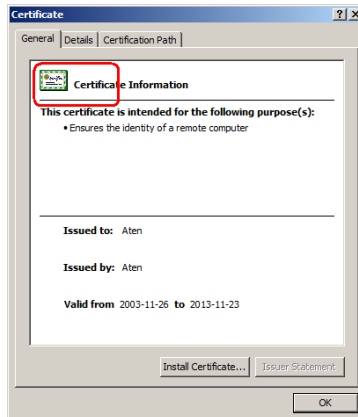 Certificate
General Details Certification Path
Certificate Information
This certificate is intended for the following purpose(s):
• Ensures the identity of a remote computer
Issued to: Aten
Issued by: Aten
Valid from 2003-11-26 to 2013-11-23
Install Certificate... Issuer Statement
OK